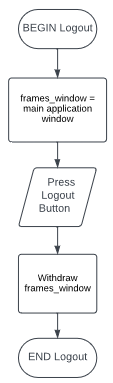 BEGIN Logout
frames_window =
main application
window
Press
Logout
Button
Withdraw
frames_window
END Logout